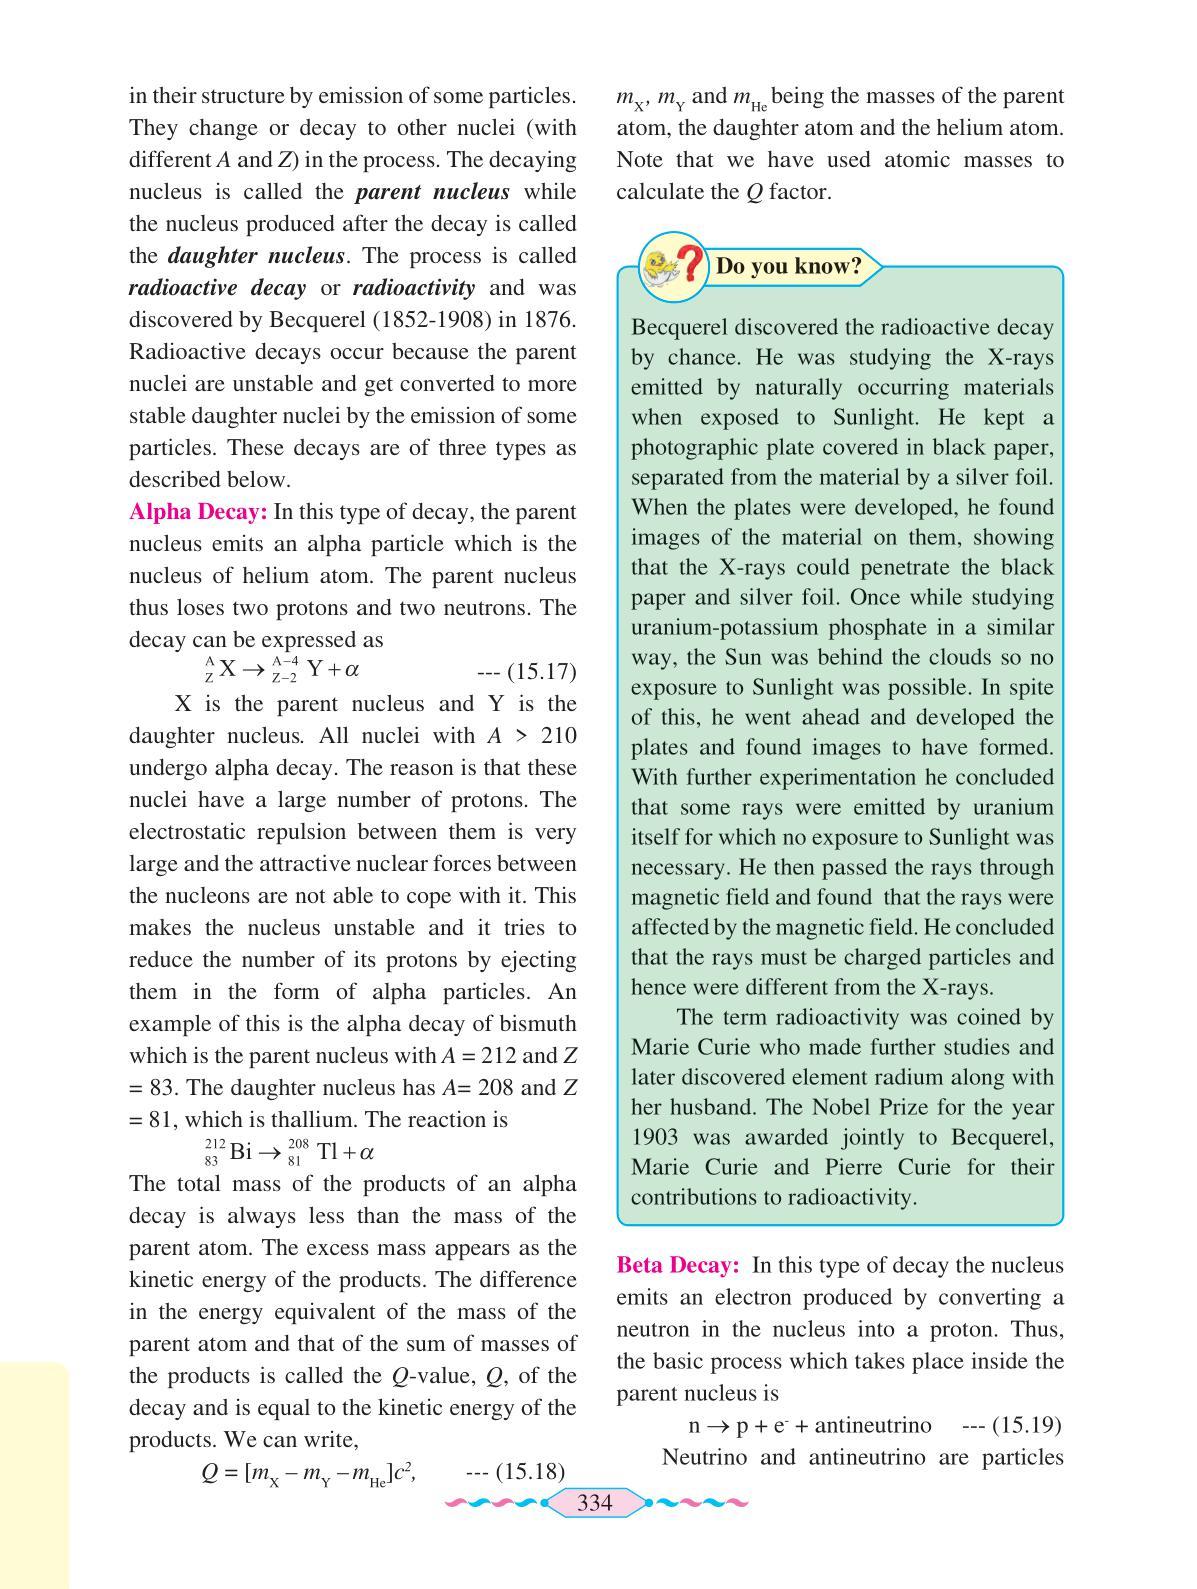 in their structure by emission of some particles.
They change or decay to other nuclei (with
different A and Z) in the process. The decaying
nucleus is called the parent nucleus while
the nucleus produced after the decay is called
the daughter nucleus. The process is called
radioactive decay or radioactivity and was
discovered by Becquerel (1852-1908) in 1876.
Radioactive decays occur because the parent
nuclei are unstable and get converted to more
stable daughter nuclei by the emission of some
particles. These decays are of three types as
described below.
Alpha Decay: In this type of decay, the parent
nucleus emits an alpha particle which is the
nucleus of helium atom. The parent nucleus
thus loses two protons and two neutrons. The
decay can be expressed as
ᎪZX → A–4Z–2 Y + α --- (15.17)
X is the parent nucleus and Y is the
daughter nucleus. All nuclei with A > 210
undergo alpha decay. The reason is that these
nuclei have a large number of protons. The
electrostatic repulsion between them is very
large and the attractive nuclear forces between
the nucleons are not able to cope with it. This
makes the nucleus unstable and it tries to
reduce the number of its protons by ejecting
them in the form of alpha particles. An
example of this is the alpha decay of bismuth
which is the parent nucleus with A = 212 and Z
= 83. The daughter nucleus has A= 208 and Z
= 81, which is thallium. The reaction is
²¹²₈₃ Bi → ²⁰⁸₈₁ Tl + α
The total mass of the products of an alpha
decay is always less than the mass of the
parent atom. The excess mass appears as the
kinetic energy of the products. The difference
in the energy equivalent of the mass of the
parent atom and that of the sum of masses of
the products is called the Q-value, Q, of the
decay and is equal to the kinetic energy of the
products. We can write,
Q = [mX – mY – mHe]c², --- (15.18)
mX, mY and mHe being the masses of the parent
atom, the daughter atom and the helium atom.
Note that we have used atomic masses to
calculate the Q factor.
? Do you know?
Becquerel discovered the radioactive decay
by chance. He was studying the X-rays
emitted by naturally occurring materials
when exposed to Sunlight. He kept a
photographic plate covered in black paper,
separated from the material by a silver foil.
When the plates were developed, he found
images of the material on them, showing
that the X-rays could penetrate the black
paper and silver foil. Once while studying
uranium-potassium phosphate in a similar
way, the Sun was behind the clouds so no
exposure to Sunlight was possible. In spite
of this, he went ahead and developed the
plates and found images to have formed.
With further experimentation he concluded
that some rays were emitted by uranium
itself for which no exposure to Sunlight was
necessary. He then passed the rays through
magnetic field and found that the rays were
affected by the magnetic field. He concluded
that the rays must be charged particles and
hence were different from the X-rays.
The term radioactivity was coined by
Marie Curie who made further studies and
later discovered element radium along with
her husband. The Nobel Prize for the year
1903 was awarded jointly to Becquerel,
Marie Curie and Pierre Curie for their
contributions to radioactivity.
Beta Decay: In this type of decay the nucleus
emits an electron produced by converting a
neutron in the nucleus into a proton. Thus,
the basic process which takes place inside the
parent nucleus is
n → p + e⁻ + antineutrino --- (15.19)
Neutrino and antineutrino are particles
334